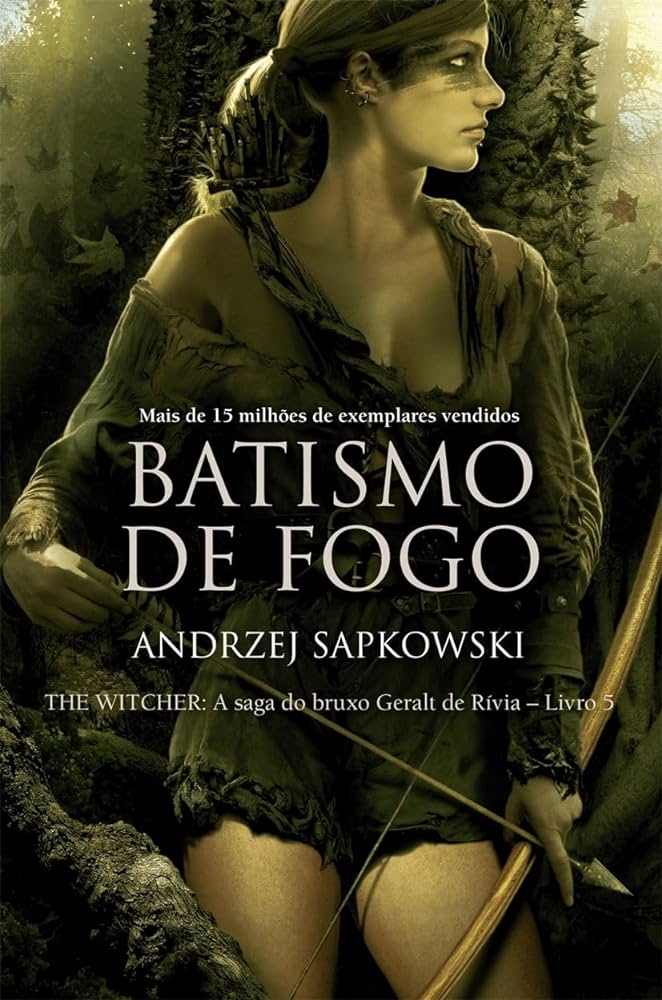 Mais de 15 milhões de exemplares vendidos
BATISMO
DE FOGO
ANDRZEJ SAPKOWSKI
THE WITCHER: A saga do bruxo Geralt de Rívia – Livro 5